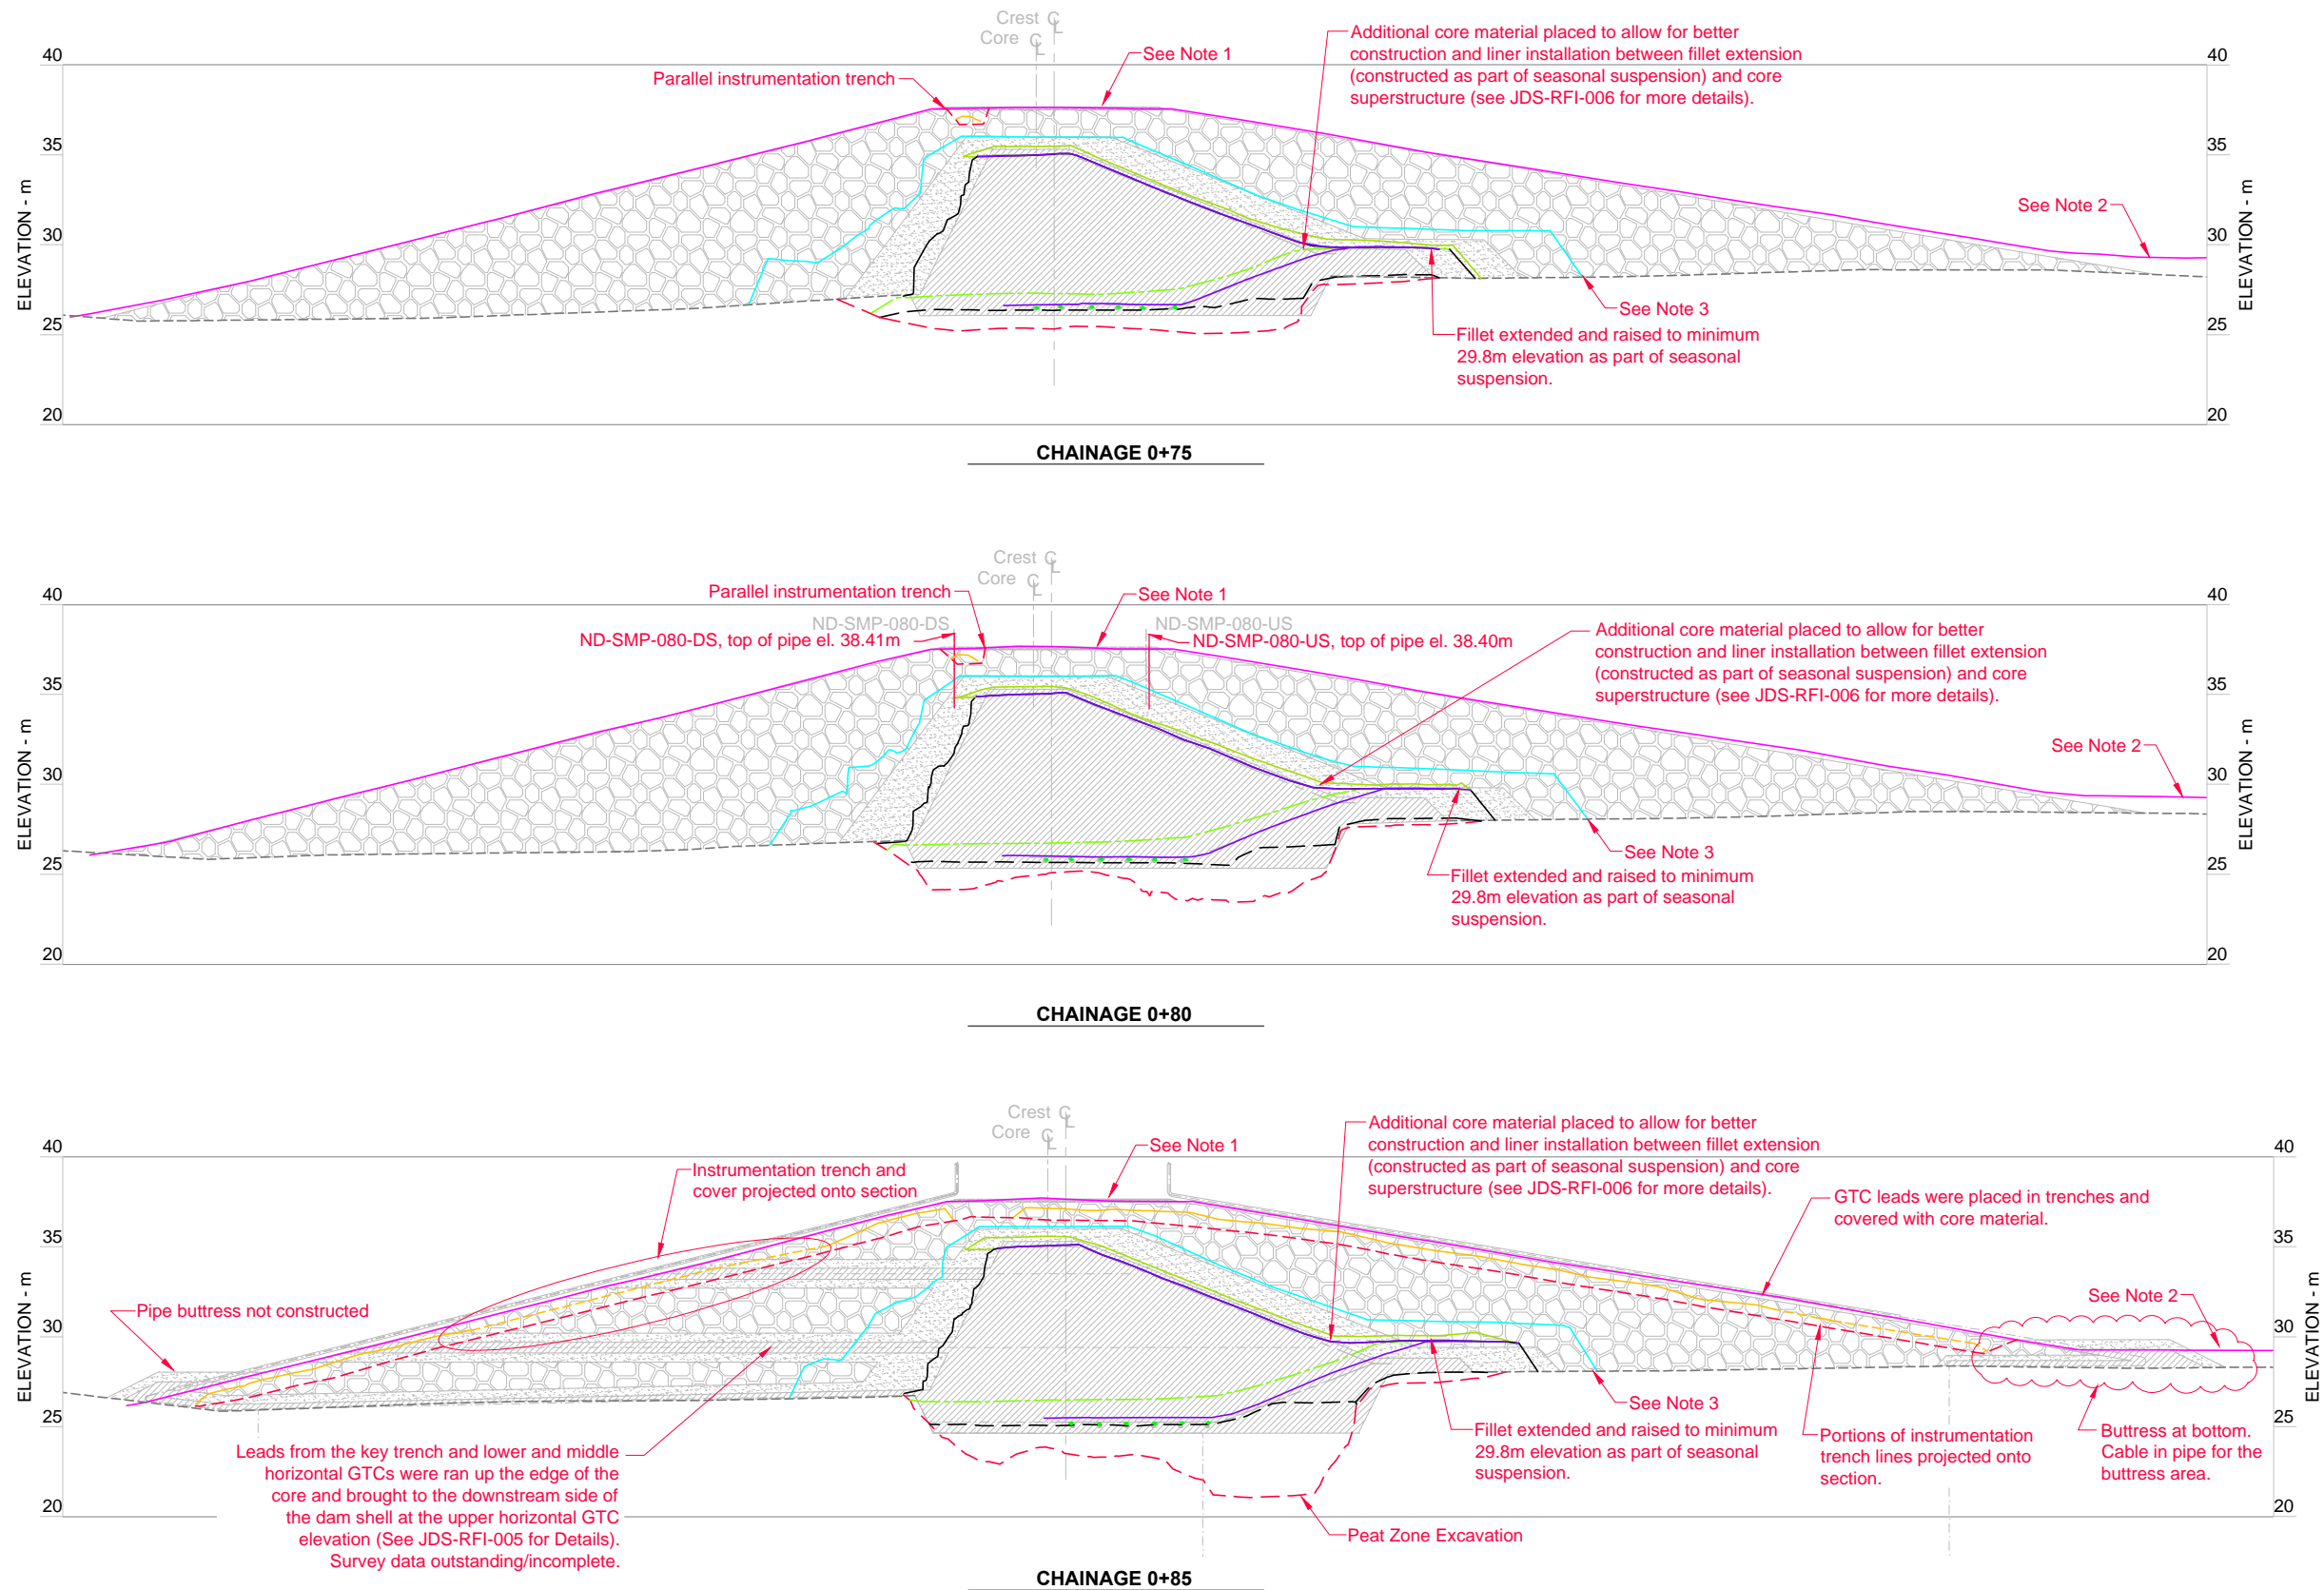 Crest CL
Core CL
See Note 1
Parallel instrumentation trench
Additional core material placed to allow for better
construction and liner installation between fillet extension
(constructed as part of seasonal suspension) and core
superstructure (see JDS-RFI-006 for more details).
40
35
30
25
20
ELEVATION - m
40
35
30
25
20
ELEVATION - m
See Note 2
See Note 3
Fillet extended and raised to minimum
29.8m elevation as part of seasonal
suspension.
CHAINAGE 0+75
Crest CL
Core CL
Parallel instrumentation trench
See Note 1
ND-SMP-080-DS
ND-SMP-080-US
ND-SMP-080-DS, top of pipe el. 38.41m
ND-SMP-080-US, top of pipe el. 38.40m
Additional core material placed to allow for better
construction and liner installation between fillet extension
(constructed as part of seasonal suspension) and core
superstructure (see JDS-RFI-006 for more details).
40
35
30
25
20
ELEVATION - m
40
35
30
25
20
ELEVATION - m
See Note 2
See Note 3
Fillet extended and raised to minimum
29.8m elevation as part of seasonal
suspension.
CHAINAGE 0+80
Crest CL
Core CL
See Note 1
Additional core material placed to allow for better
construction and liner installation between fillet extension
(constructed as part of seasonal suspension) and core
superstructure (see JDS-RFI-006 for more details).
Instrumentation trench and
cover projected onto section
GTC leads were placed in trenches and
covered with core material.
40
35
30
25
20
ELEVATION - m
40
35
30
25
20
ELEVATION - m
Pipe buttress not constructed
See Note 2
See Note 3
Leads from the key trench and lower and middle
horizontal GTCs were ran up the edge of the
core and brought to the downstream side of
the dam shell at the upper horizontal GTC
elevation (See JDS-RFI-005 for Details).
Survey data outstanding/incomplete.
Fillet extended and raised to minimum
29.8m elevation as part of seasonal
suspension.
Portions of instrumentation
trench lines projected onto
section.
Buttress at bottom.
Cable in pipe for the
buttress area.
Peat Zone Excavation
CHAINAGE 0+85